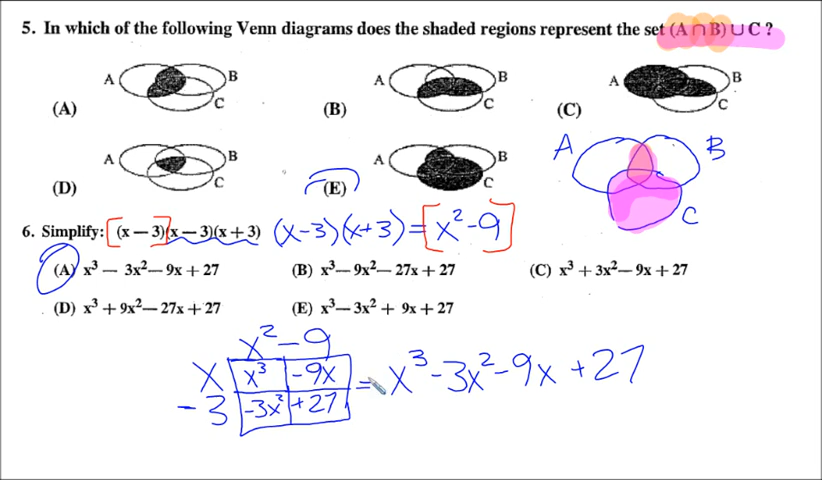 5. In which of the following Venn diagrams does the shaded regions represent the set (A ∩ B) ∪ C ?
A B C
(A)
A B C
(B)
A B C
(C)
A B C
(D)
A B C
(E)
A B C
6. Simplify: [(x – 3)](x – 3)(x + 3) (x-3)(x+3) = [x² - 9]
(A) x³ – 3x² – 9x + 27 (B) x³ – 9x² – 27x + 27 (C) x³ + 3x² – 9x + 27
(D) x³ + 9x² – 27x + 27 (E) x³ – 3x² + 9x + 27
x² - 9
x x³ -9x = x³ - 3x² - 9x + 27
-3 -3x² +27